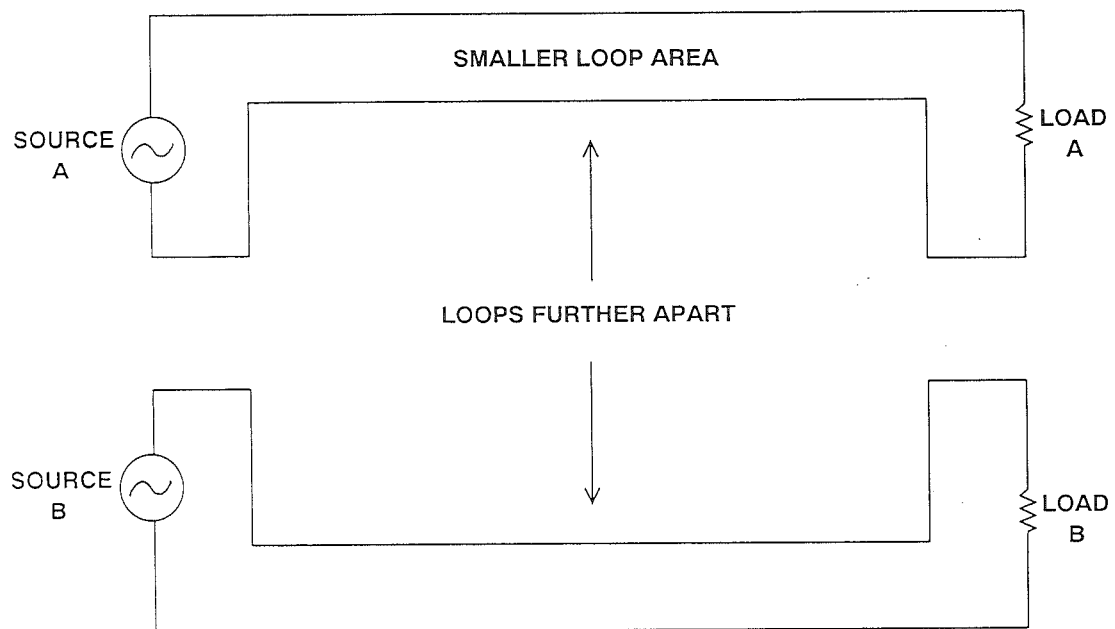 SMALLER LOOP AREA
SOURCE
A
LOAD
A
LOOPS FURTHER APART
SOURCE
B
LOAD
B